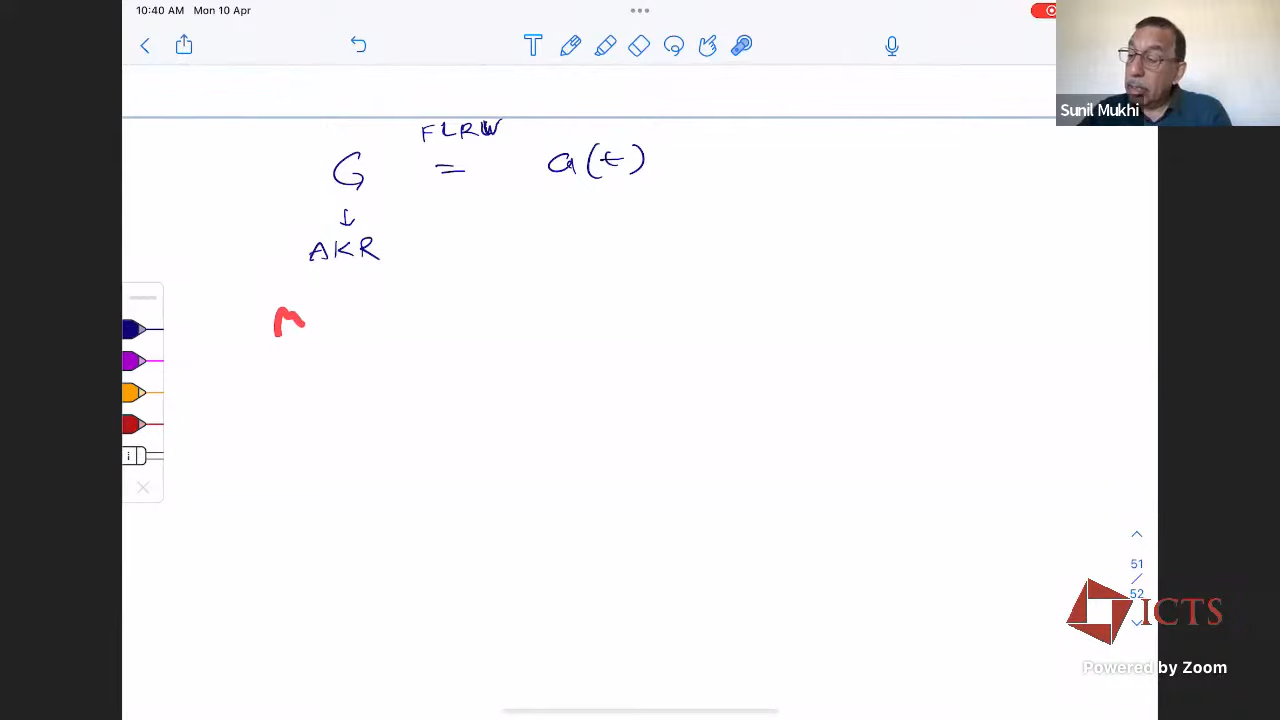 10:40 AM Mon 10 Apr
Sunil Mukhi
FLRW
G = a(t)
↓
AKR
51
/
52
ICTS
Powered by Zoom